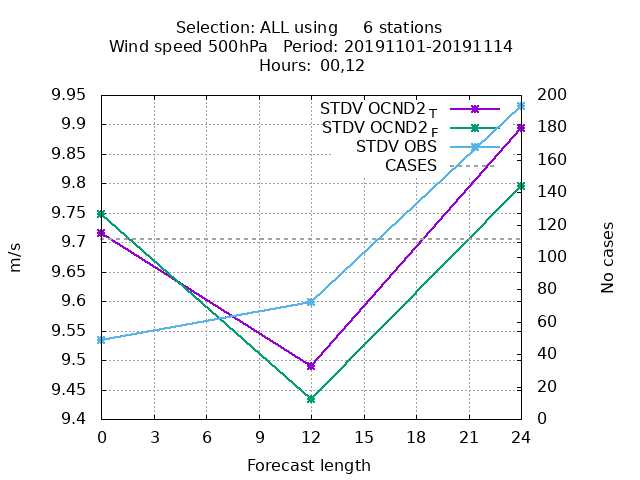 Selection: ALL using     6 stations
Wind speed 500hPa   Period: 20191101-20191114
Hours:  00,12
STDV OCND2 T
STDV OCND2 F
STDV OBS
CASES
9.95
9.9
9.85
9.8
9.75
9.7
9.65
9.6
9.55
9.5
9.45
9.4
200
180
160
140
120
100
80
60
40
20
0
m/s
No cases
0 3 6 9 12 15 18 21 24
Forecast length